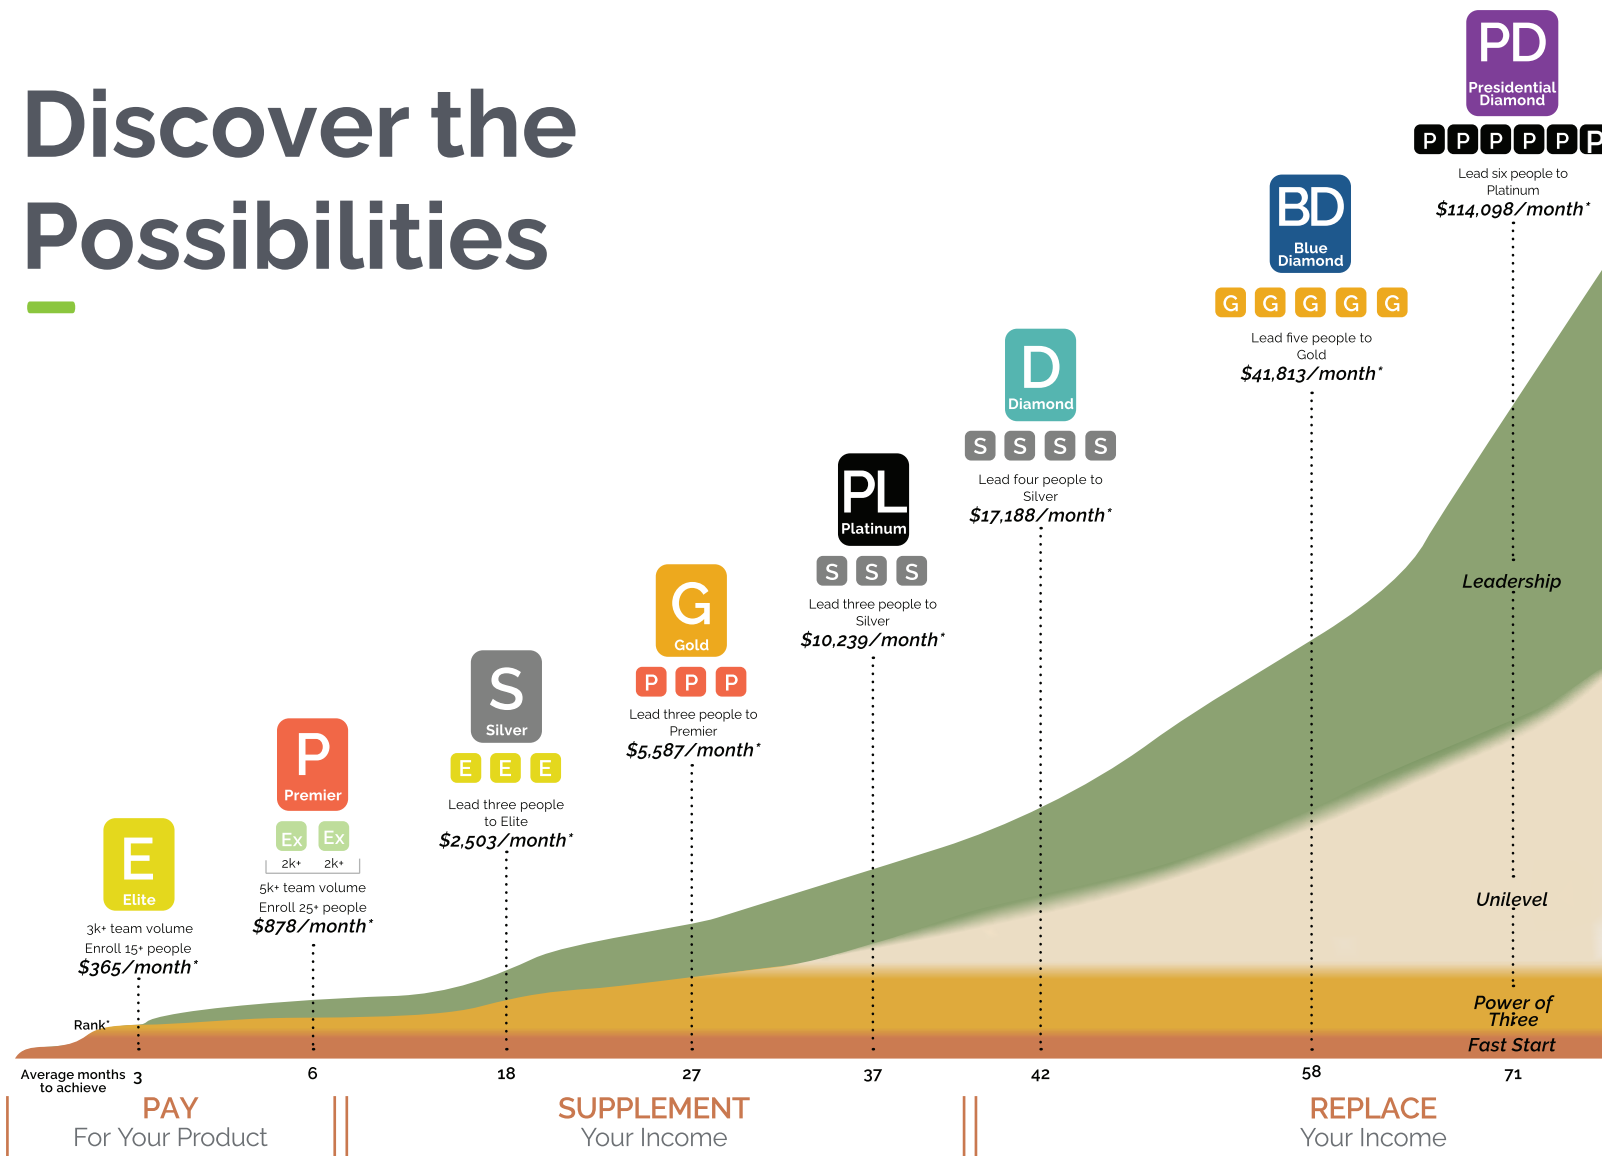 Discover the
Possibilities
PD
Presidential
Diamond
P P P P P P
Lead six people to
Platinum
$114,098/month*
BD
Blue
Diamond
G G G G G
Lead five people to
Gold
$41,813/month*
D
Diamond
S S S S
Lead four people to
Silver
$17,188/month*
PL
Platinum
S S S
Lead three people to
Silver
$10,239/month*
G
Gold
P P P
Lead three people to
Premier
$5,587/month*
S
Silver
E E E
Lead three people
to Elite
$2,503/month*
P
Premier
Ex Ex
2k+ 2k+
5k+ team volume
Enroll 25+ people
$878/month*
E
Elite
3k+ team volume
Enroll 15+ people
$365/month*
Leadership
Unilevel
Power of
Three
Fast Start
Rank*
Average months
to achieve
3 6 18 27 37 42 58 71
PAY
For Your Product
SUPPLEMENT
Your Income
REPLACE
Your Income